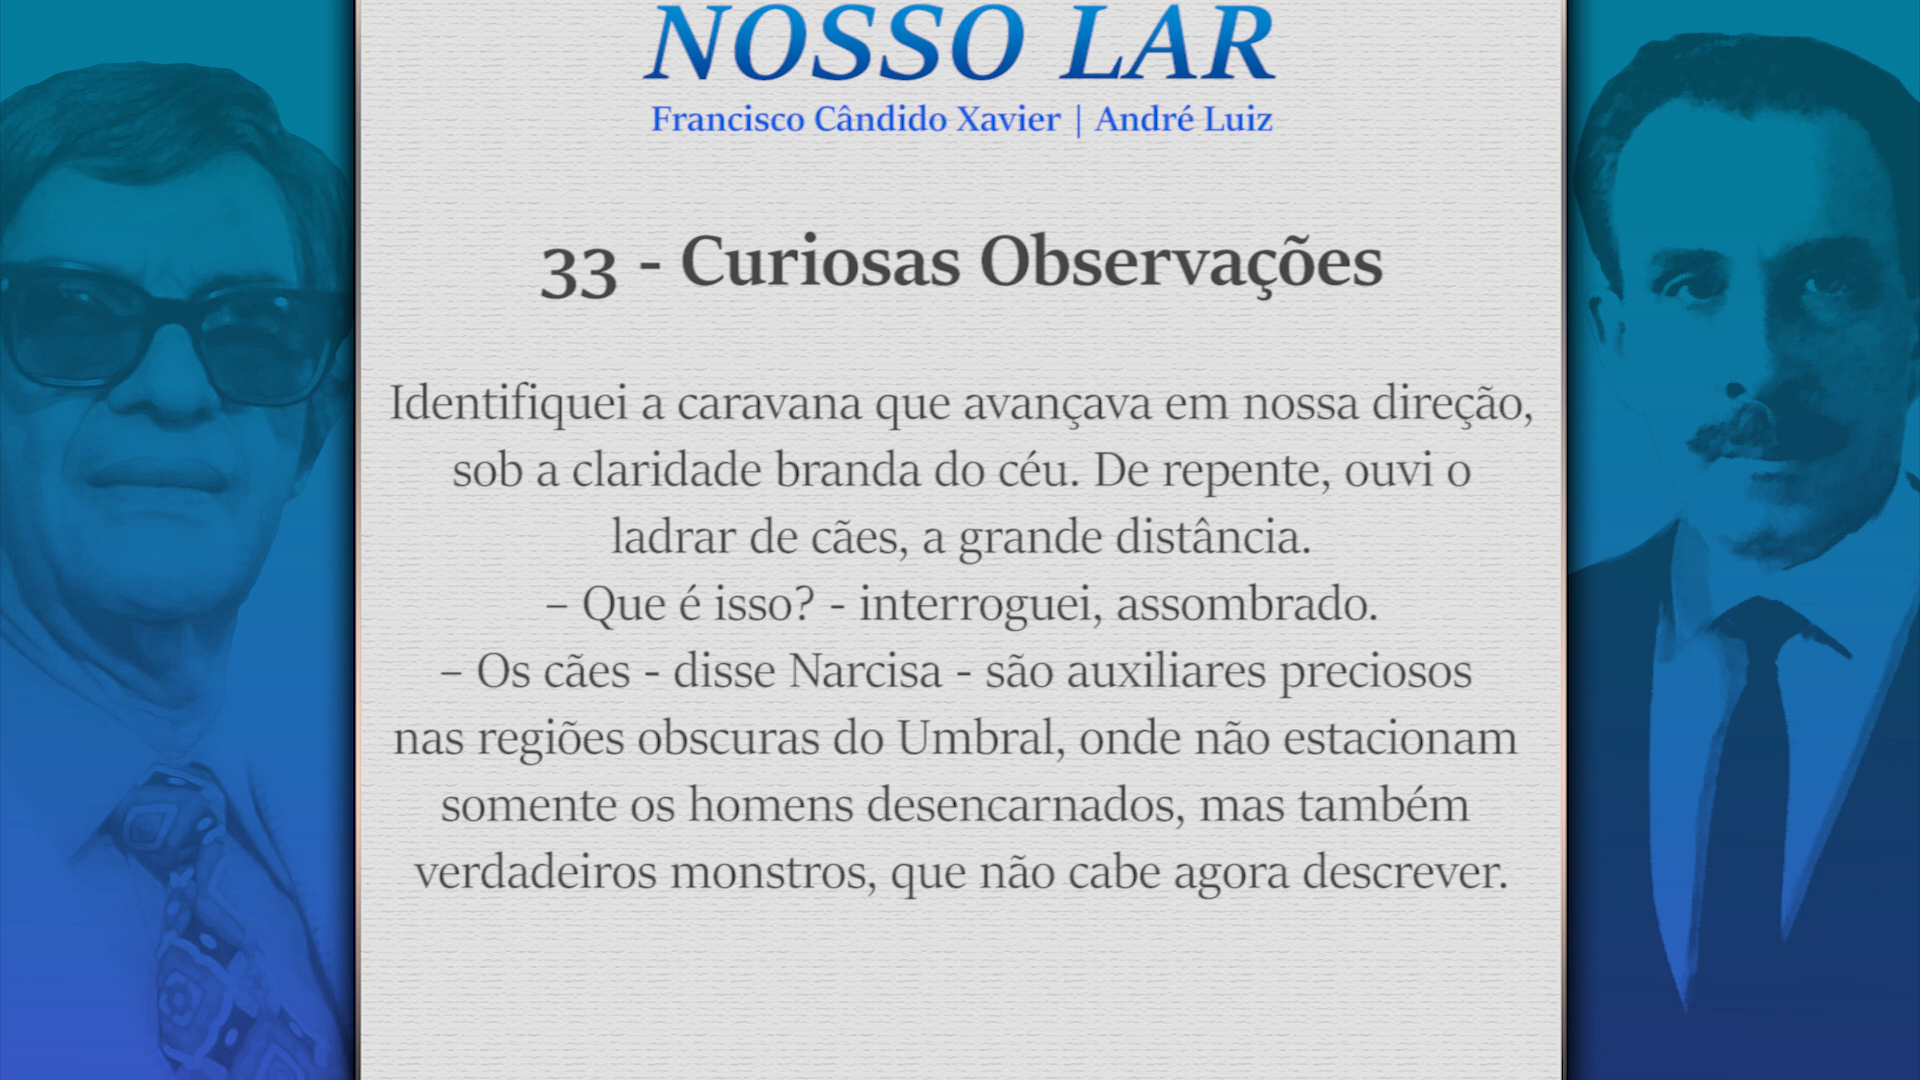 NOSSO LAR
Francisco Cândido Xavier | André Luiz
33 - Curiosas Observações
Identifiquei a caravana que avançava em nossa direção,
sob a claridade branda do céu. De repente, ouvi o
ladrar de cães, a grande distância.
– Que é isso? - interroguei, assombrado.
– Os cães - disse Narcisa - são auxiliares preciosos
nas regiões obscuras do Umbral, onde não estacionam
somente os homens desencarnados, mas também
verdadeiros monstros, que não cabe agora descrever.